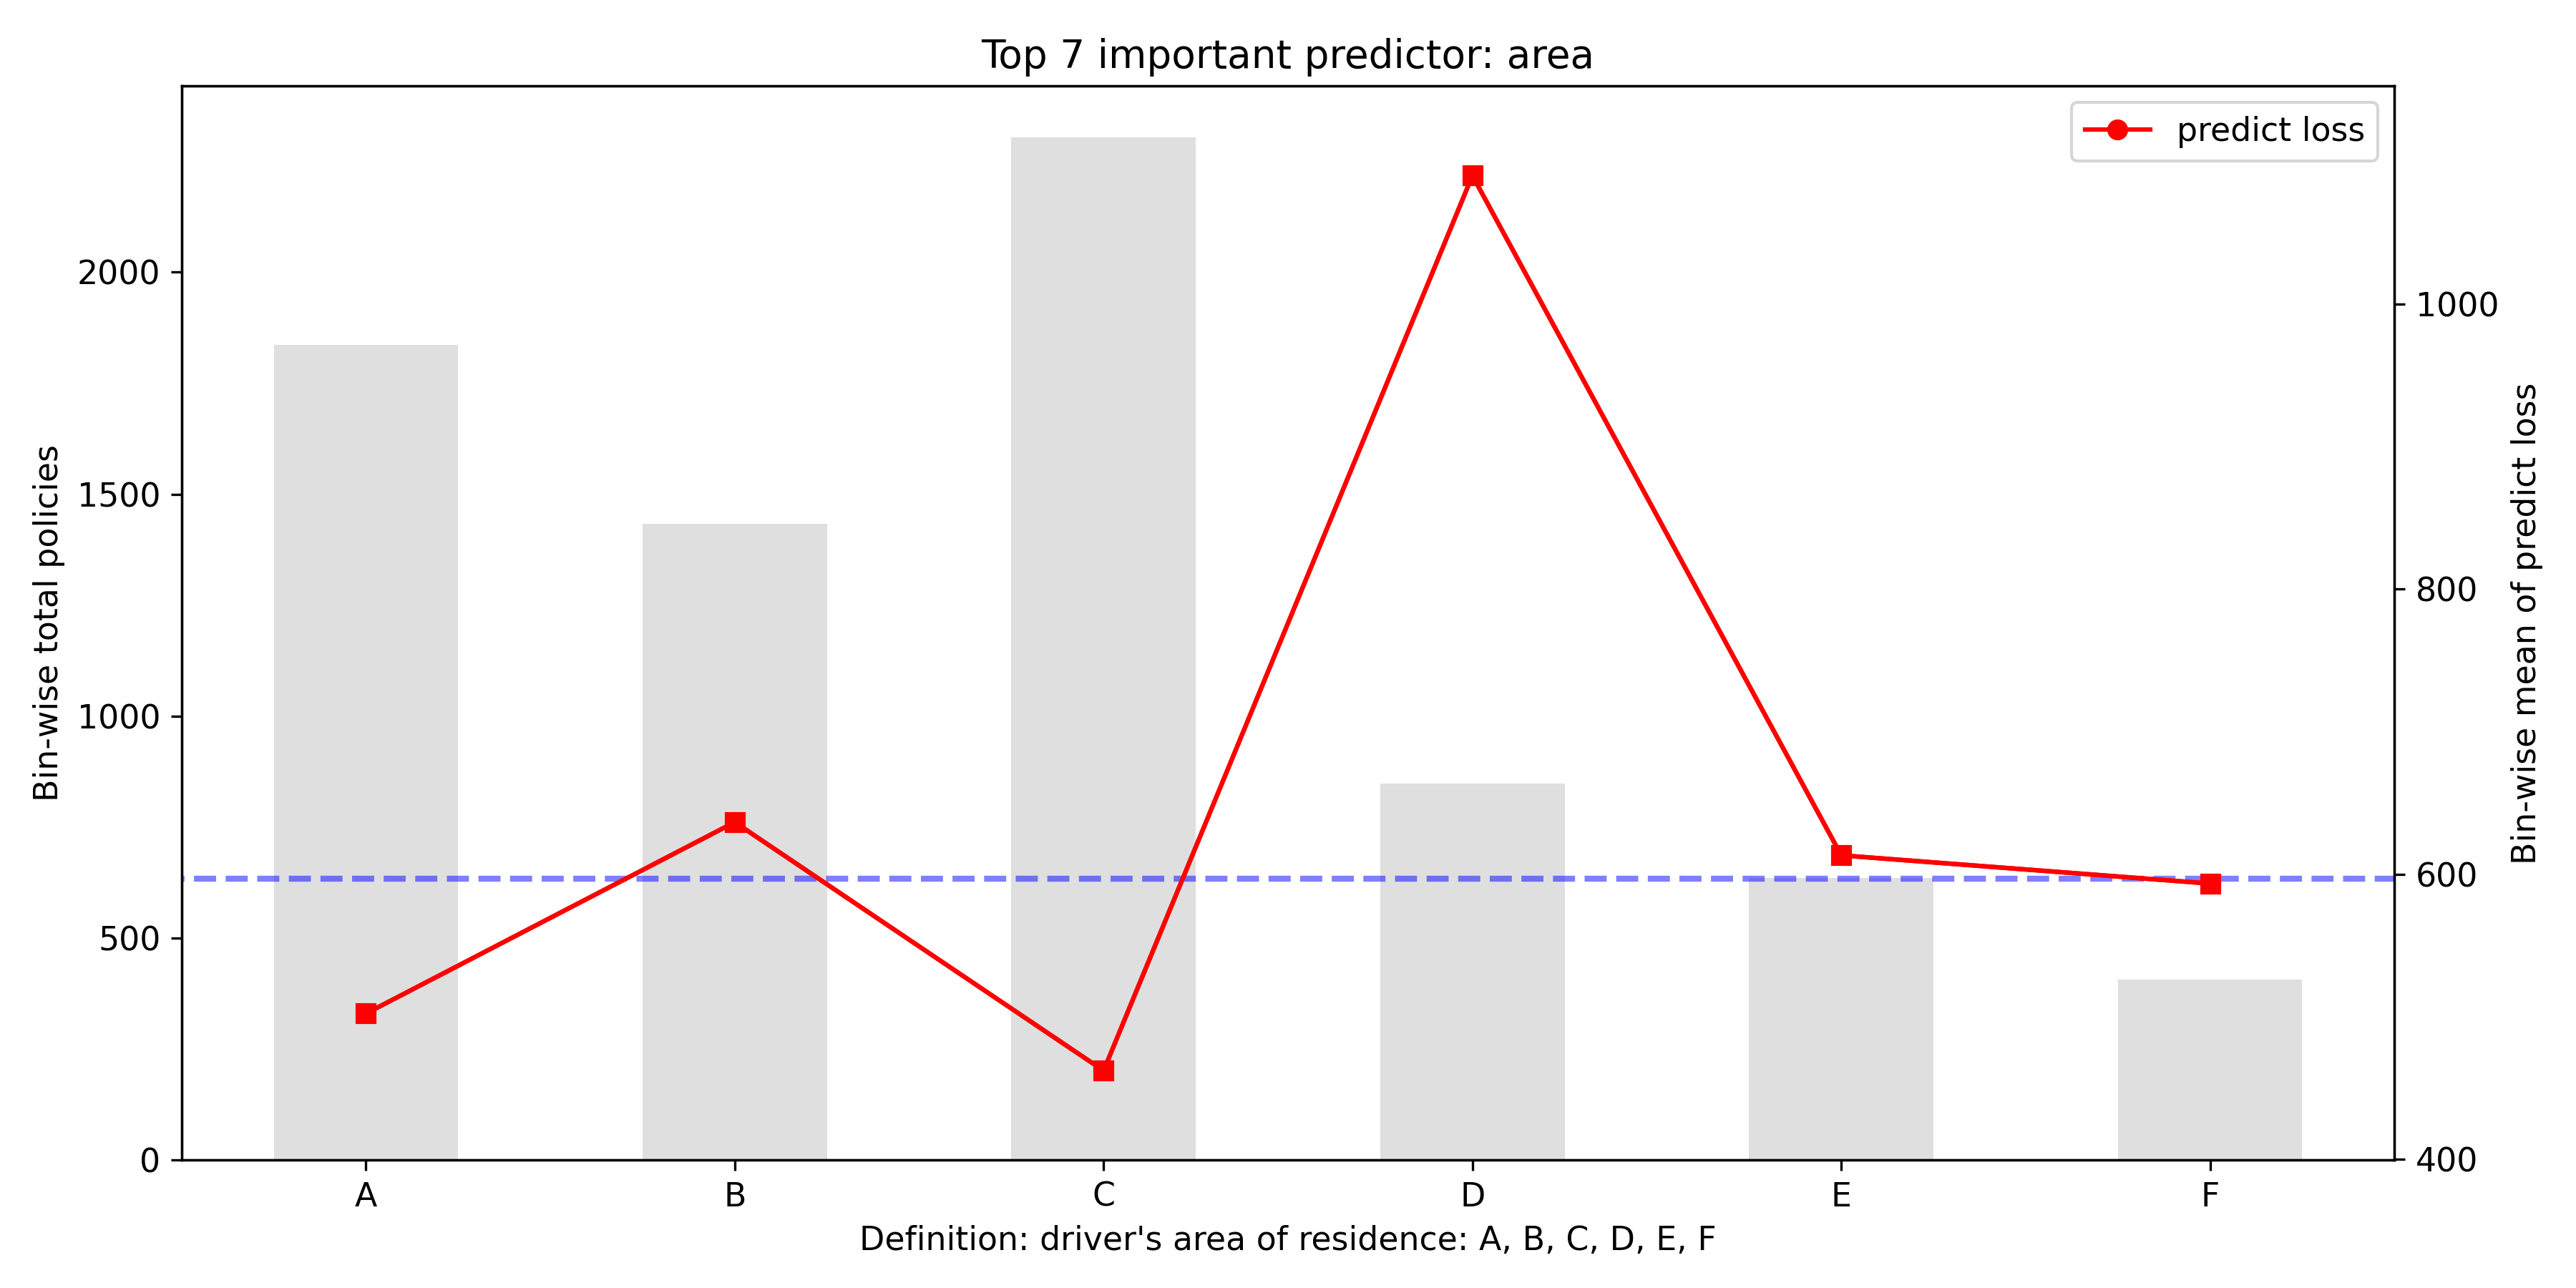 Top 7 important predictor: area
predict loss
Bin-wise total policies
2000
1500
1000
500
0
1000
800
600
400
Bin-wise mean of predict loss
A B C D E F
Definition: driver's area of residence: A, B, C, D, E, F